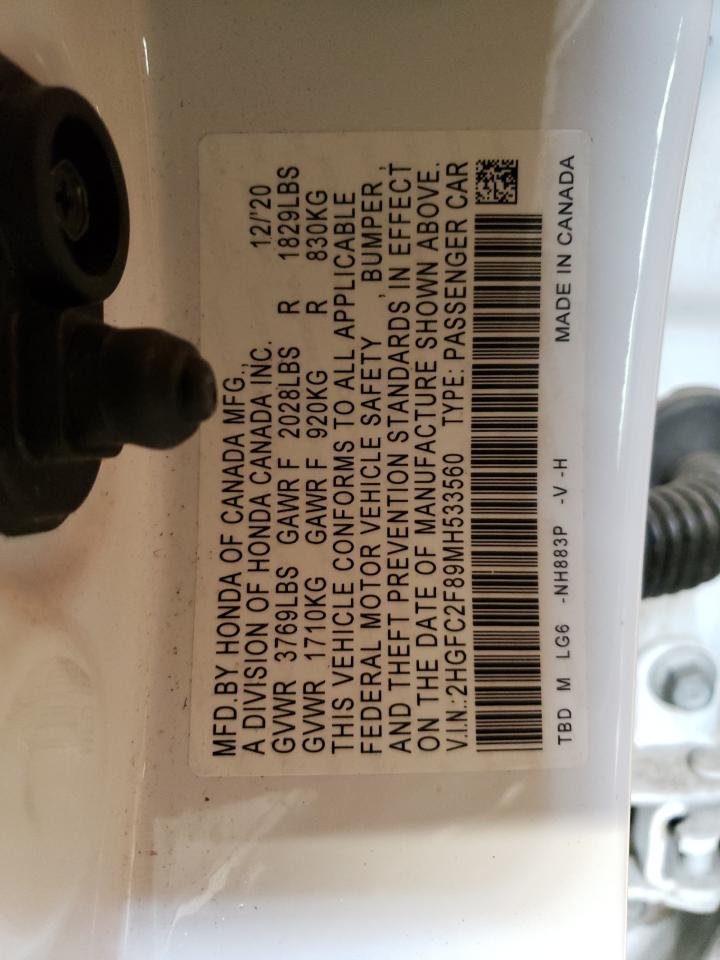 MFD.BY HONDA OF CANADA MFG.,
A DIVISION OF HONDA CANADA INC. 12/'20
GVWR 3769LBS GAWR F 2028LBS R 1829LBS
GVWR 1710KG GAWR F 920KG R 830KG
THIS VEHICLE CONFORMS TO ALL APPLICABLE
FEDERAL MOTOR VEHICLE SAFETY , BUMPER ,
AND THEFT PREVENTION STANDARDS IN EFFECT
ON THE DATE OF MANUFACTURE SHOWN ABOVE.
V.I.N.:2HGFC2F89MH533560 TYPE: PASSENGER CAR
TBD M LG6 -NH883P -V -H MADE IN CANADA